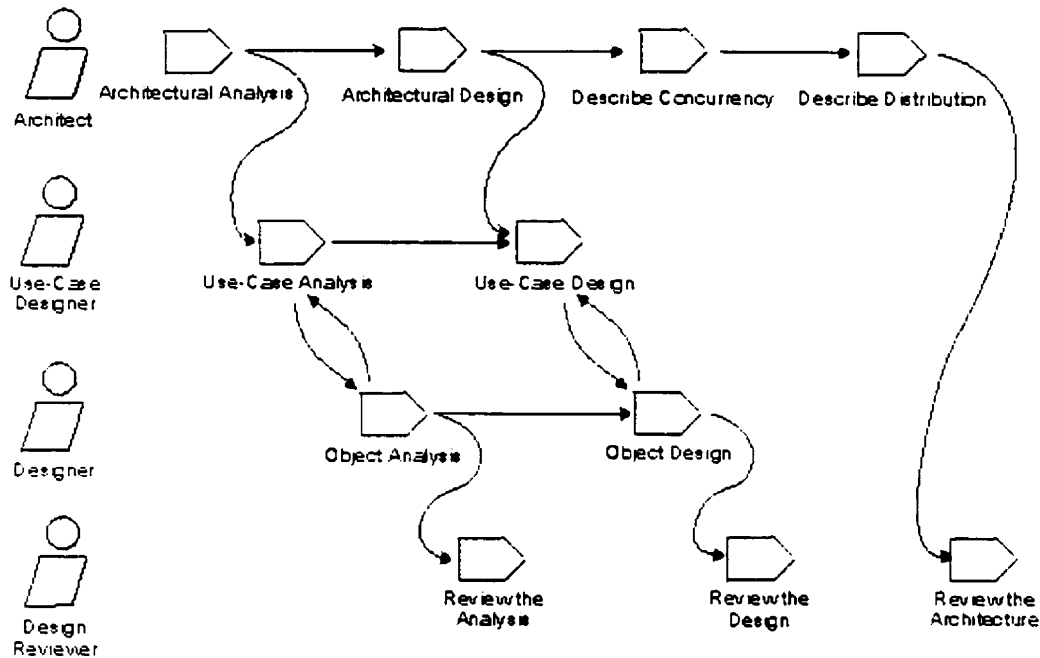 Architectural Analysis
Architectural Design
Describe Concurrency
Describe Distribution
Architect
Use-Case Analysis
Use-Case Design
Use-Case
Designer
Object Analysis
Object Design
Designer
Review the
Analysis
Review the
Design
Review the
Architecture
Design
Reviewer